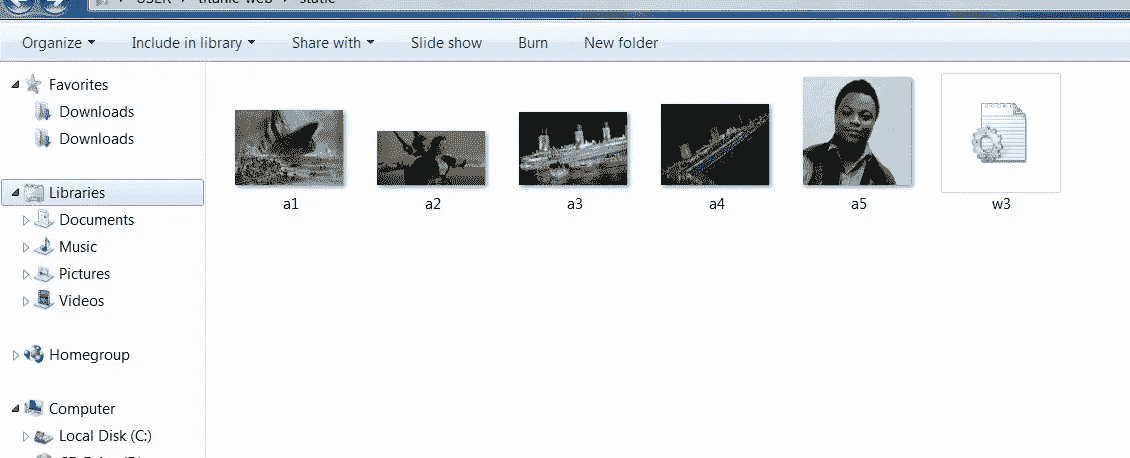 USER titanic-web static
Organize Include in library Share with Slide show Burn New folder
Favorites
Downloads
Downloads
Libraries
Documents
Music
Pictures
Videos
Homegroup
Computer
Local Disk (C:)
a1 a2 a3 a4 a5 w3